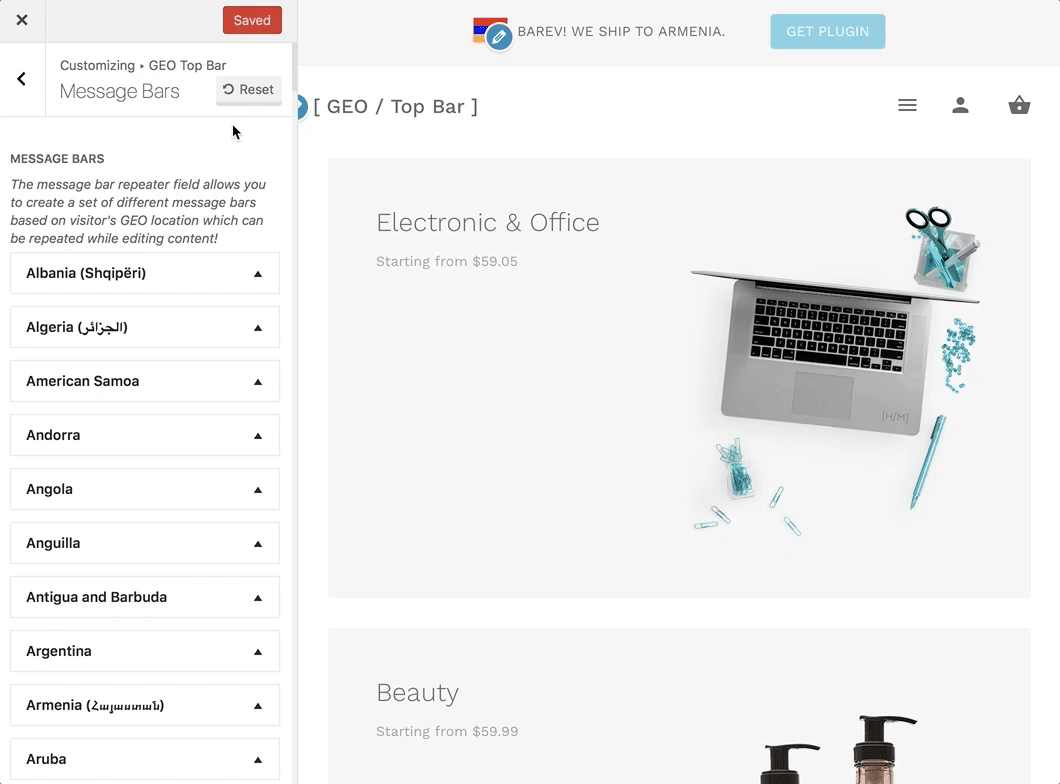 Saved
Customizing ▸ GEO Top Bar
Message Bars
Reset
MESSAGE BARS
The message bar repeater field allows you
to create a set of different message bars
based on visitor's GEO location which can
be repeated while editing content!
Albania (Shqipëri)
Algeria (الجزائر)
American Samoa
Andorra
Angola
Anguilla
Antigua and Barbuda
Argentina
Armenia (Հայաստան)
Aruba
BAREV! WE SHIP TO ARMENIA.
GET PLUGIN
[ GEO / Top Bar ]
Electronic & Office
Starting from $59.05
[H/M]
Beauty
Starting from $59.99